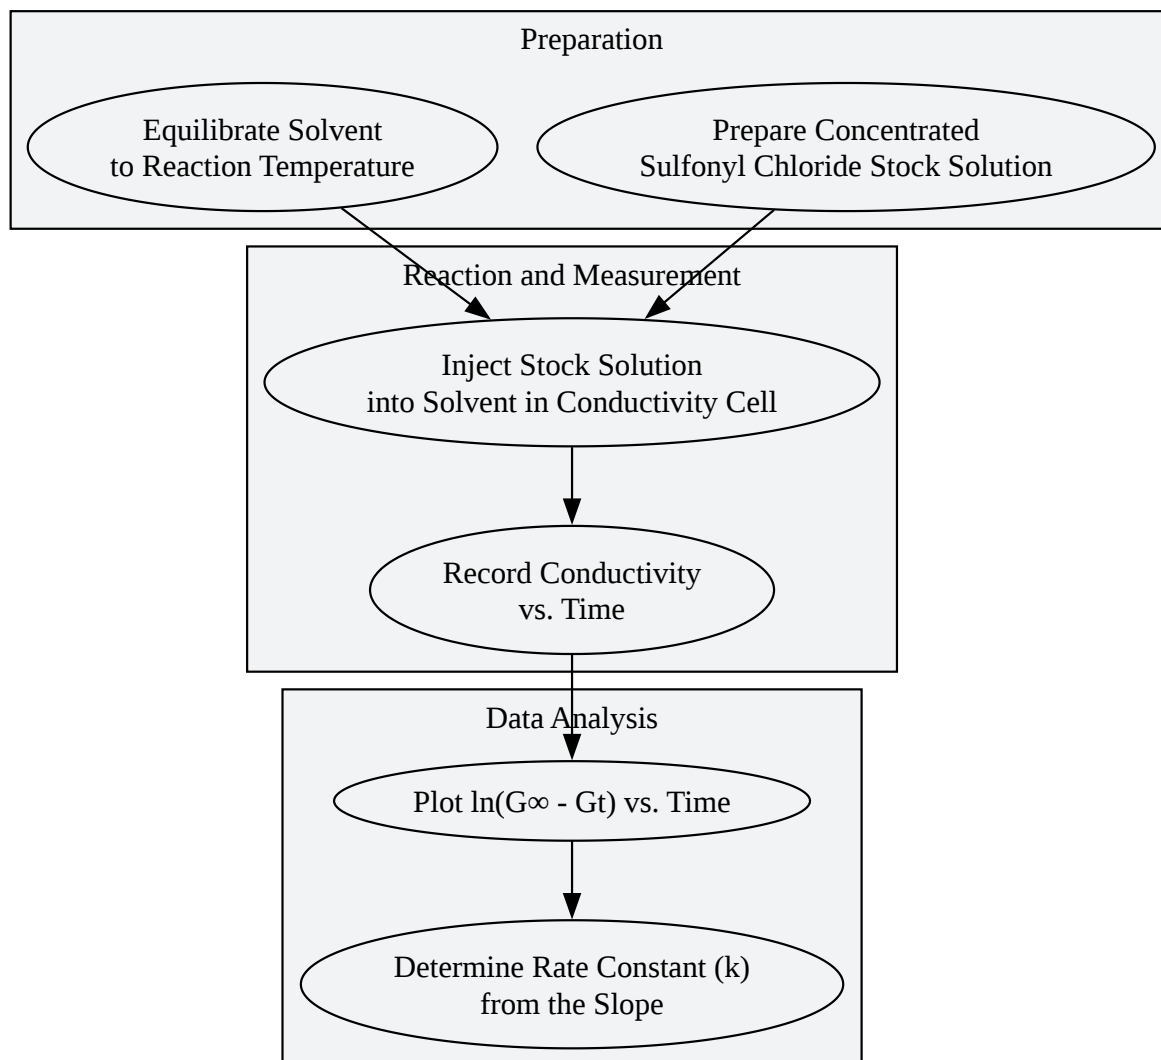 Preparation
Equilibrate Solvent
to Reaction Temperature
Prepare Concentrated
Sulfonyl Chloride Stock Solution
Reaction and Measurement
Inject Stock Solution
into Solvent in Conductivity Cell
Record Conductivity
vs. Time
Data Analysis
Plot ln(G∞ - Gt) vs. Time
Determine Rate Constant (k)
from the Slope